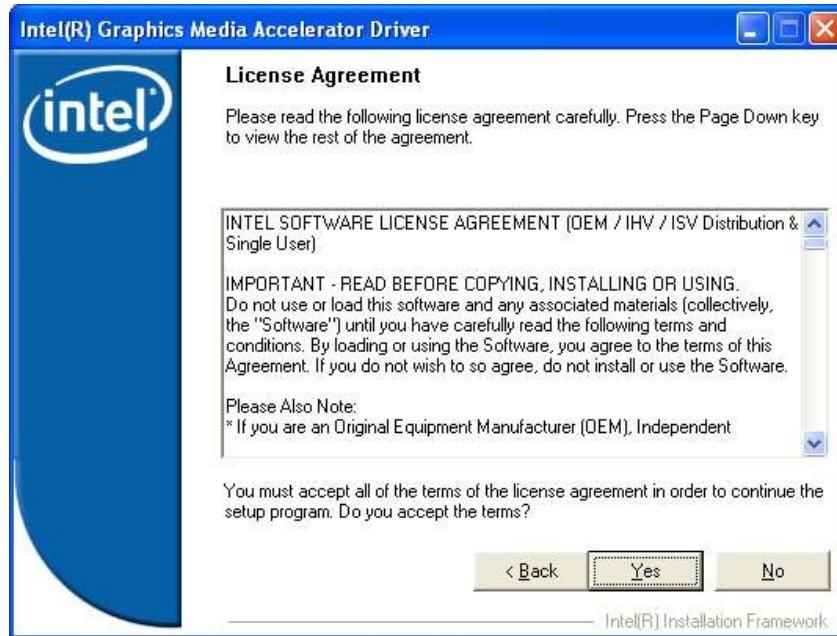 Intel(R) Graphics Media Accelerator Driver
intel
License Agreement
Please read the following license agreement carefully. Press the Page Down key
to view the rest of the agreement.
INTEL SOFTWARE LICENSE AGREEMENT (OEM / IHV / ISV Distribution &
Single User)
IMPORTANT - READ BEFORE COPYING, INSTALLING OR USING.
Do not use or load this software and any associated materials (collectively,
the "Software") until you have carefully read the following terms and
conditions. By loading or using the Software, you agree to the terms of this
Agreement. If you do not wish to so agree, do not install or use the Software.
Please Also Note:
* If you are an Original Equipment Manufacturer (OEM), Independent
You must accept all of the terms of the license agreement in order to continue the
setup program. Do you accept the terms?
< Back Yes No
Intel(R) Installation Framework